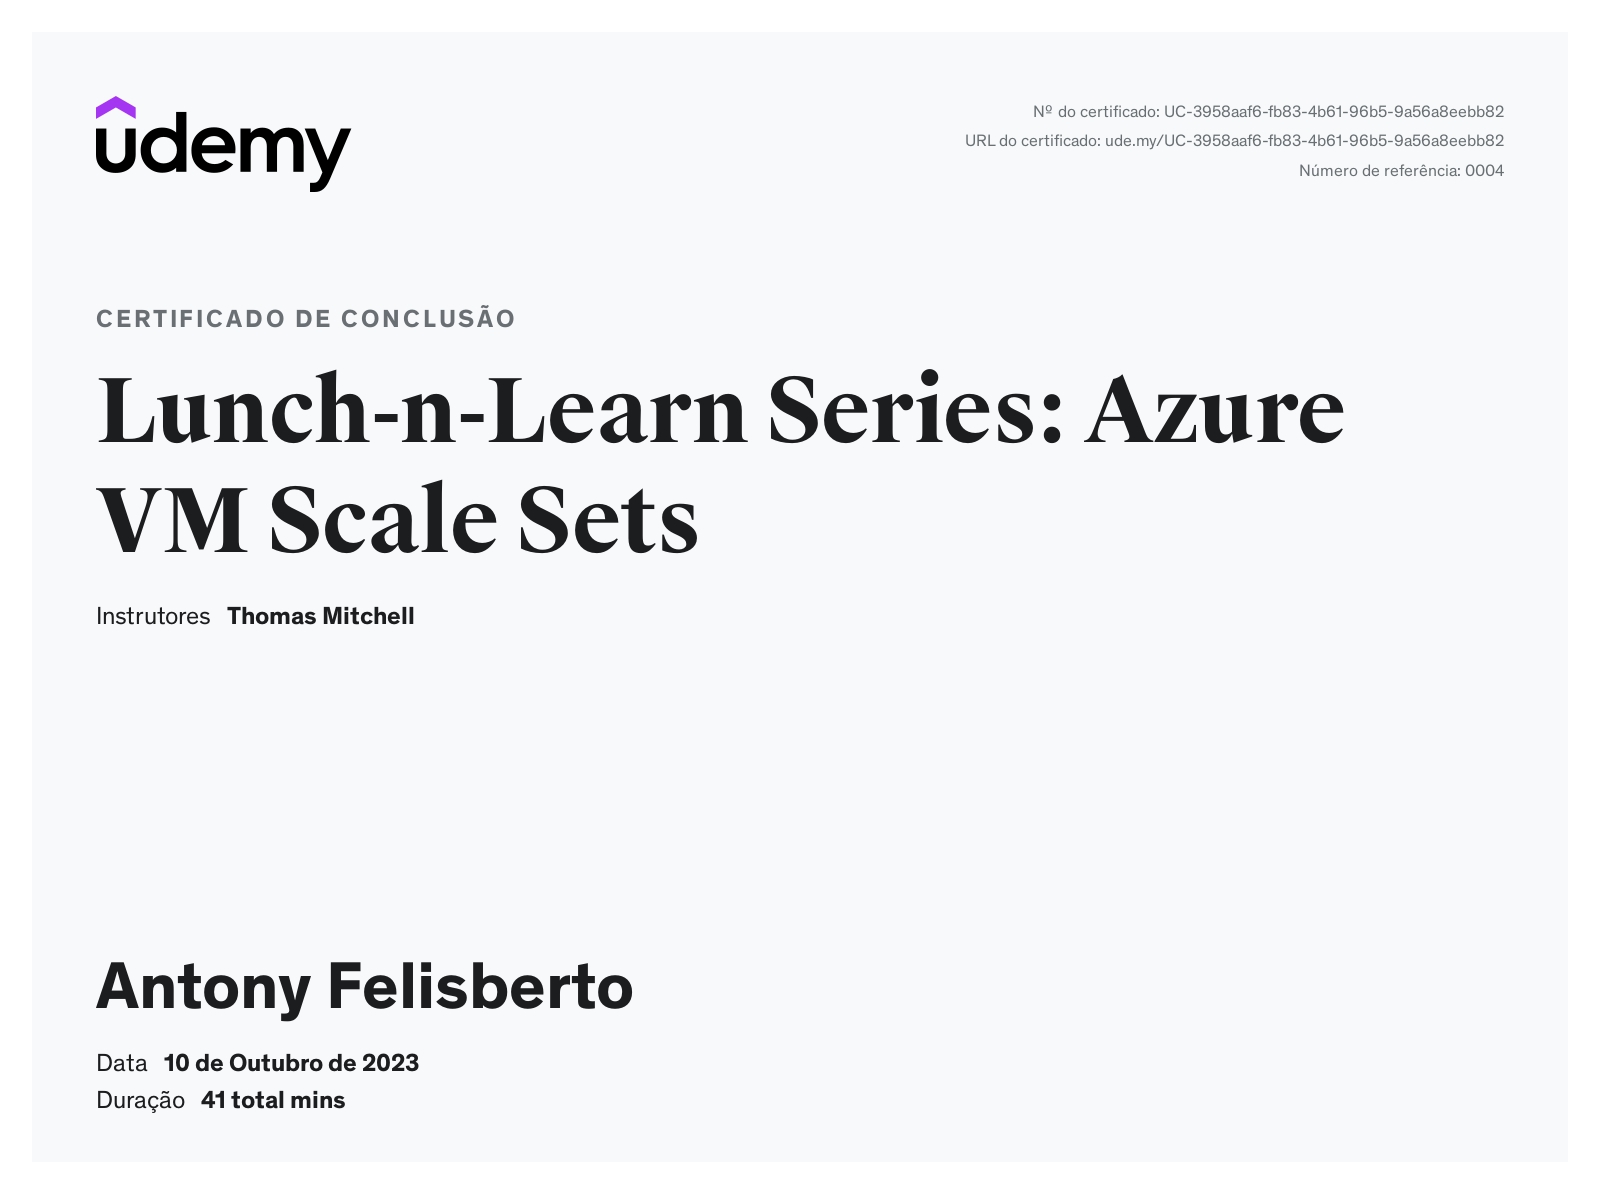 udemy
Nº do certificado: UC-3958aaf6-fb83-4b61-96b5-9a56a8eebb82
URL do certificado: ude.my/UC-3958aaf6-fb83-4b61-96b5-9a56a8eebb82
Número de referência: 0004
CERTIFICADO DE CONCLUSÃO
Lunch-n-Learn Series: Azure
VM Scale Sets
Instrutores Thomas Mitchell
Antony Felisberto
Data 10 de Outubro de 2023
Duração 41 total mins